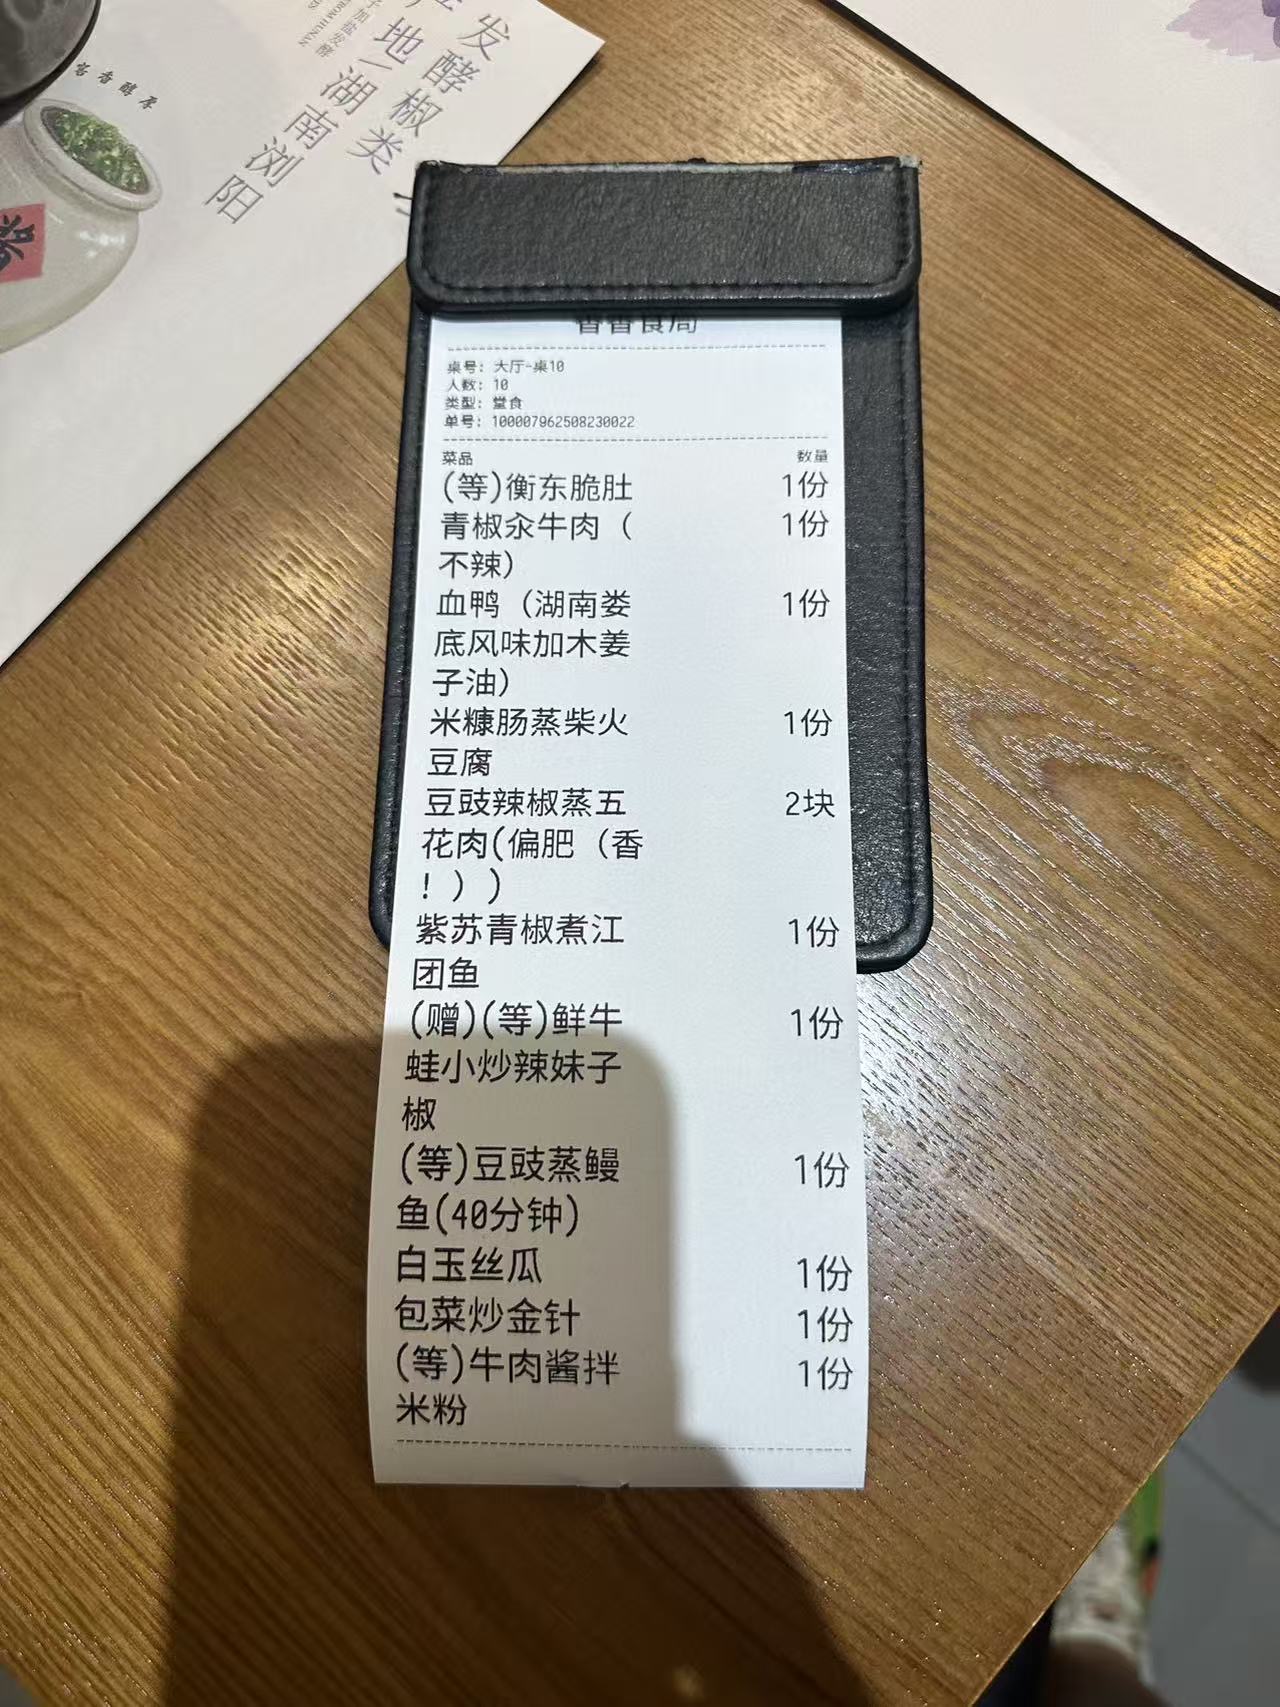 发酵椒类
地/湖南浏阳
酱
香香食局
桌号: 大厅-桌10
人数: 10
类型: 堂食
单号: 100007962508230022
菜品 数量
(等)衡东脆肚 1份
青椒氽牛肉 ( 1份
不辣)
血鸭 (湖南娄 1份
底风味加木姜
子油)
米糠肠蒸柴火 1份
豆腐
豆豉辣椒蒸五 2块
花肉(偏肥 (香
! ) )
紫苏青椒煮江 1份
团鱼
(赠)(等)鲜牛 1份
蛙小炒辣妹子
椒
(等)豆豉蒸鳗 1份
鱼(40分钟)
白玉丝瓜 1份
包菜炒金针 1份
(等)牛肉酱拌 1份
米粉